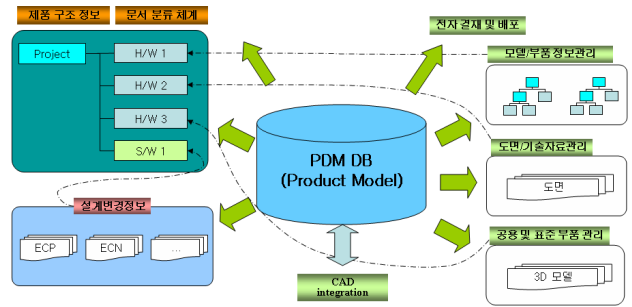 제품 구조 정보
문서 분류 체계
전자 결재 및 배포
Project
H/W 1
모델/부품 정보관리
H/W 2
H/W 3
S/W 1
도면/기술자료관리
PDM DB
(Product Model)
도면
설계변경정보
ECP
ECN
...
공용 및 표준 부품 관리
3D 모델
CAD
integration